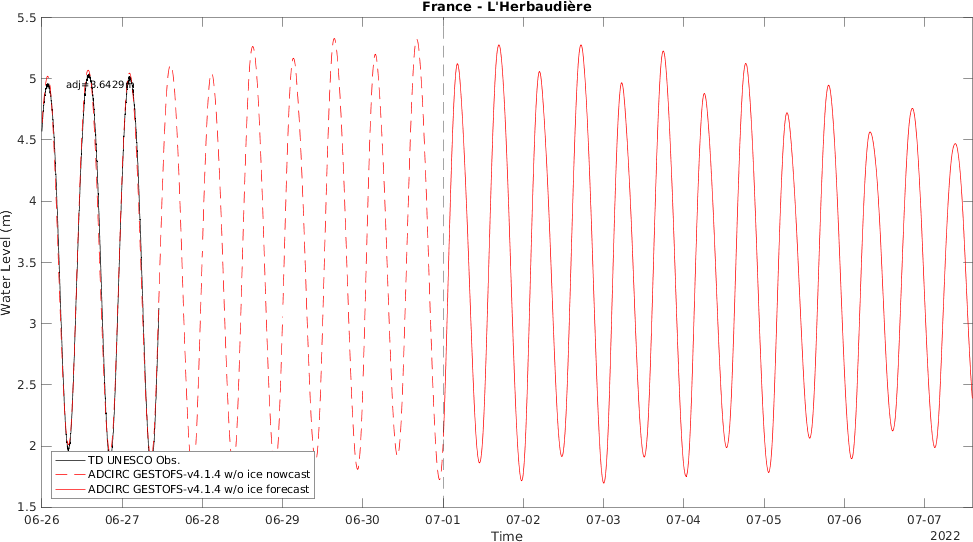 France - L'Herbaudière
5.5
5
4.5
4
3.5
3
2.5
2
1.5
Water Level (m)
adj=3.6429
TD UNESCO Obs.
ADCIRC GESTOFS-v4.1.4 w/o ice nowcast
ADCIRC GESTOFS-v4.1.4 w/o ice forecast
06-26 06-27 06-28 06-29 06-30 07-01 07-02 07-03 07-04 07-05 07-06 07-07
Time
2022